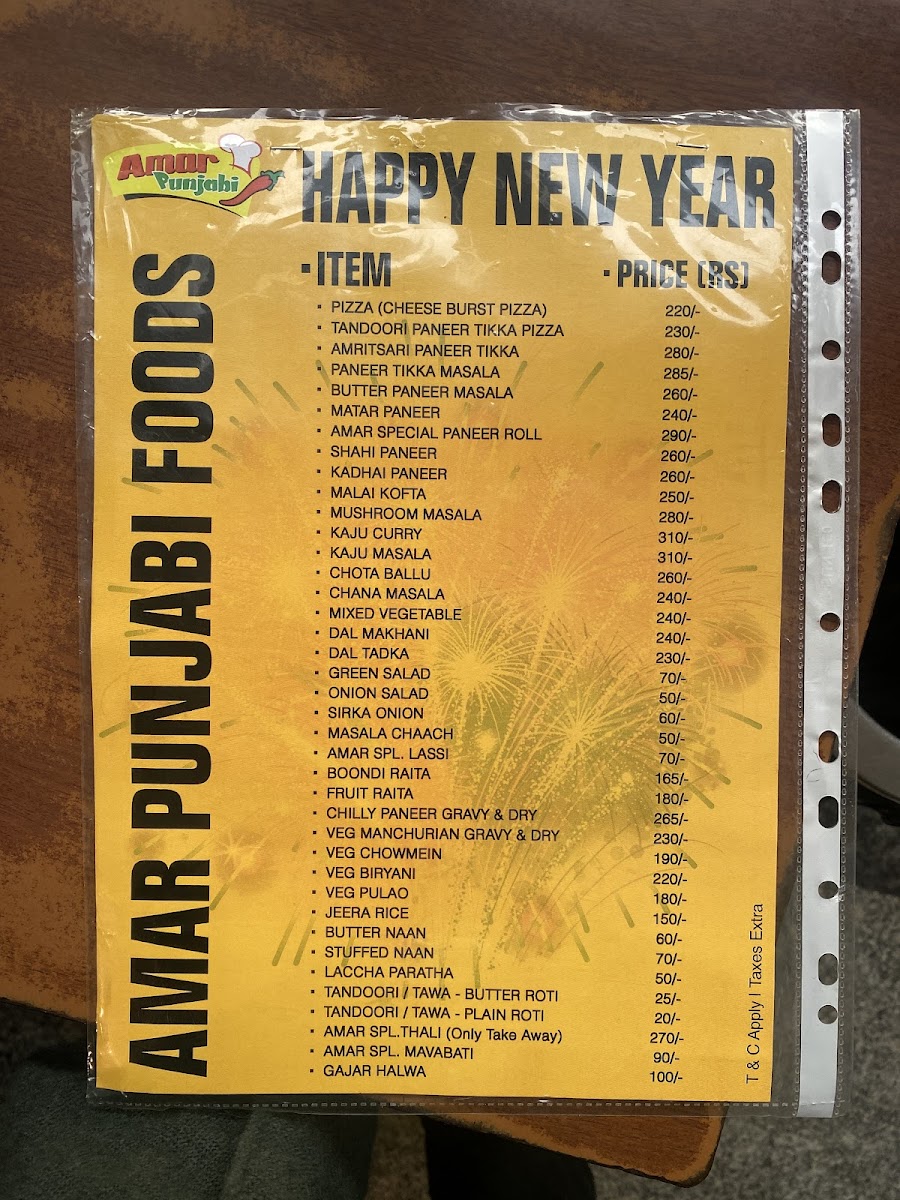 Amar
Punjabi
HAPPY NEW YEAR
AMAR PUNJABI FOODS
▪ ITEM ▪ PRICE (RS)
▪ PIZZA (CHEESE BURST PIZZA) 220/-
▪ TANDOORI PANEER TIKKA PIZZA 230/-
▪ AMRITSARI PANEER TIKKA 280/-
▪ PANEER TIKKA MASALA 285/-
▪ BUTTER PANEER MASALA 260/-
▪ MATAR PANEER 240/-
▪ AMAR SPECIAL PANEER ROLL 290/-
▪ SHAHI PANEER 260/-
▪ KADHAI PANEER 260/-
▪ MALAI KOFTA 250/-
▪ MUSHROOM MASALA 280/-
▪ KAJU CURRY 310/-
▪ KAJU MASALA 310/-
▪ CHOTA BALLU 260/-
▪ CHANA MASALA 240/-
▪ MIXED VEGETABLE 240/-
▪ DAL MAKHANI 240/-
▪ DAL TADKA 230/-
▪ GREEN SALAD 70/-
▪ ONION SALAD 50/-
▪ SIRKA ONION 60/-
▪ MASALA CHAACH 50/-
▪ AMAR SPL. LASSI 70/-
▪ BOONDI RAITA 165/-
▪ FRUIT RAITA 180/-
▪ CHILLY PANEER GRAVY & DRY 265/-
▪ VEG MANCHURIAN GRAVY & DRY 230/-
▪ VEG CHOWMEIN 190/-
▪ VEG BIRYANI 220/-
▪ VEG PULAO 180/-
▪ JEERA RICE 150/-
▪ BUTTER NAAN 60/-
▪ STUFFED NAAN 70/-
▪ LACCHA PARATHA 50/-
▪ TANDOORI / TAWA - BUTTER ROTI 25/-
▪ TANDOORI / TAWA - PLAIN ROTI 20/-
▪ AMAR SPL.THALI (Only Take Away) 270/-
▪ AMAR SPL. MAVABATI 90/-
▪ GAJAR HALWA 100/-
T & C Apply | Taxes Extra